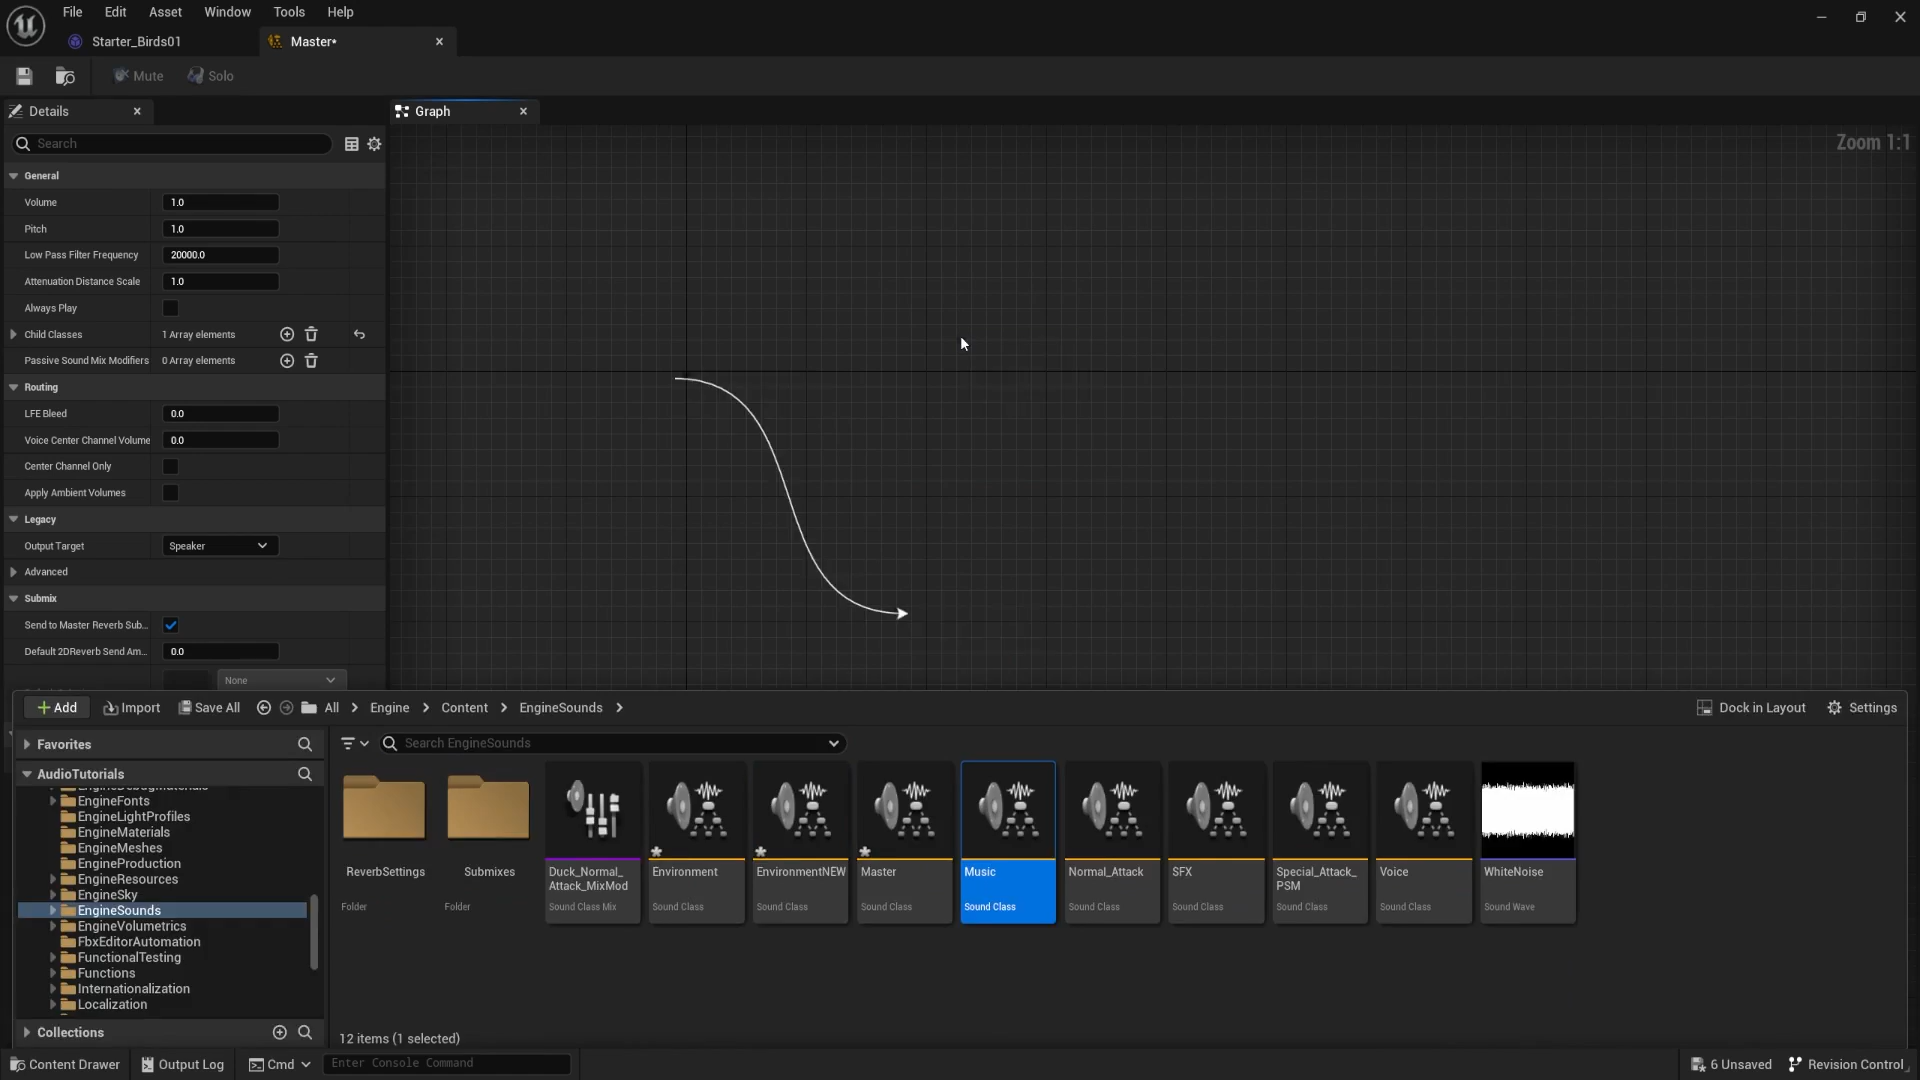 File Edit Asset Window Tools Help
Starter_Birds01
Master*
Mute
Solo
Details
Graph
Search
Zoom 1:1
General
Volume 1.0
Pitch 1.0
Low Pass Filter Frequency 20000.0
Attenuation Distance Scale 1.0
Always Play
Child Classes 1 Array elements
Passive Sound Mix Modifiers 0 Array elements
Routing
LFE Bleed 0.0
Voice Center Channel Volume 0.0
Center Channel Only
Apply Ambient Volumes
Legacy
Output Target Speaker
Advanced
Submix
Send to Master Reverb Sub...
Default 2DReverb Send Am... 0.0
None
Add Import Save All All Engine Content EngineSounds
Dock in Layout Settings
Favorites
Search EngineSounds
AudioTutorials
EngineFonts
EngineLightProfiles
EngineMaterials
EngineMeshes
EngineProduction
EngineResources
EngineSky
EngineSounds
EngineVolumetrics
FbxEditorAutomation
FunctionalTesting
Functions
Internationalization
Localization
Collections
ReverbSettings
Folder
Submixes
Folder
Duck_Normal_
Attack_MixMod
Sound Class Mix
Environment
Sound Class
EnvironmentNEW
Sound Class
Master
Sound Class
Music
Sound Class
Normal_Attack
Sound Class
SFX
Sound Class
Special_Attack_
PSM
Sound Class
Voice
Sound Class
WhiteNoise
Sound Wave
12 items (1 selected)
Content Drawer Output Log Cmd Enter Console Command
6 Unsaved Revision Control